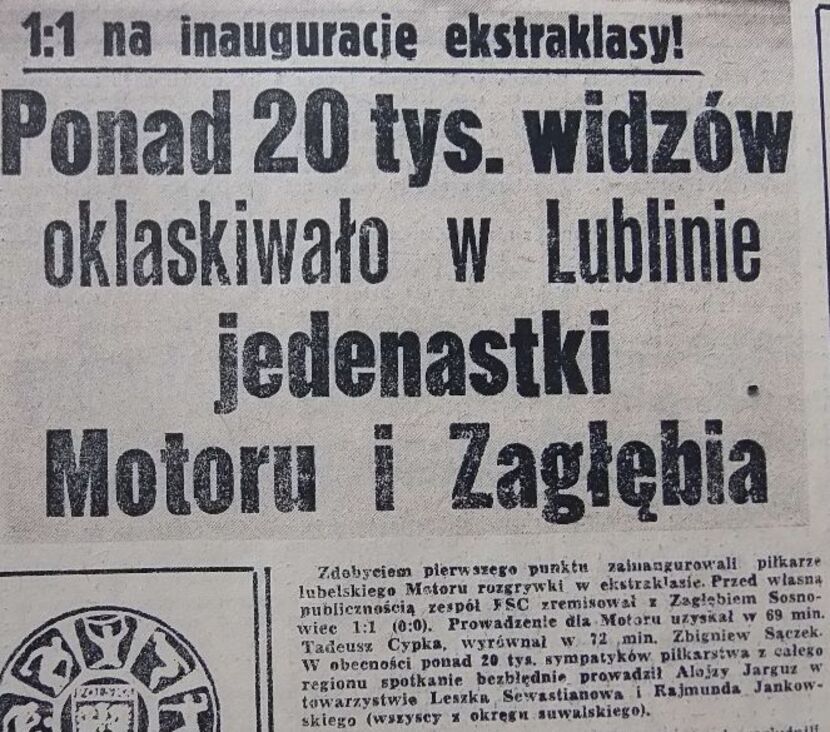 1:1 na inaugurację ekstraklasy!
Ponad 20 tys. widzów
oklaskiwało w Lublinie
jedenastki
Motoru i Zagłębia
Zdobyciem pierwszego punktu zainaugurowali piłkarze
lubelskiego Motoru rozgrywki w ekstraklasie. Przed własną
publicznością zespół FSC zremisował z Zagłębiem Sosno-
wiec 1:1 (0:0). Prowadzenie dla Motoru uzyskał w 69 min.
Tadeusz Cypka, wyrównał w 72 min. Zbigniew Sączek.
W obecności ponad 20 tys. sympatyków piłkarstwa z całego
regionu spotkanie bezbłędnie prowadził Alojzy Jarguz w
towarzystwie Leszka Sewastianowa i Rajmunda Jankow-
skiego (wszyscy z okręgu suwalskiego).
POLSKA